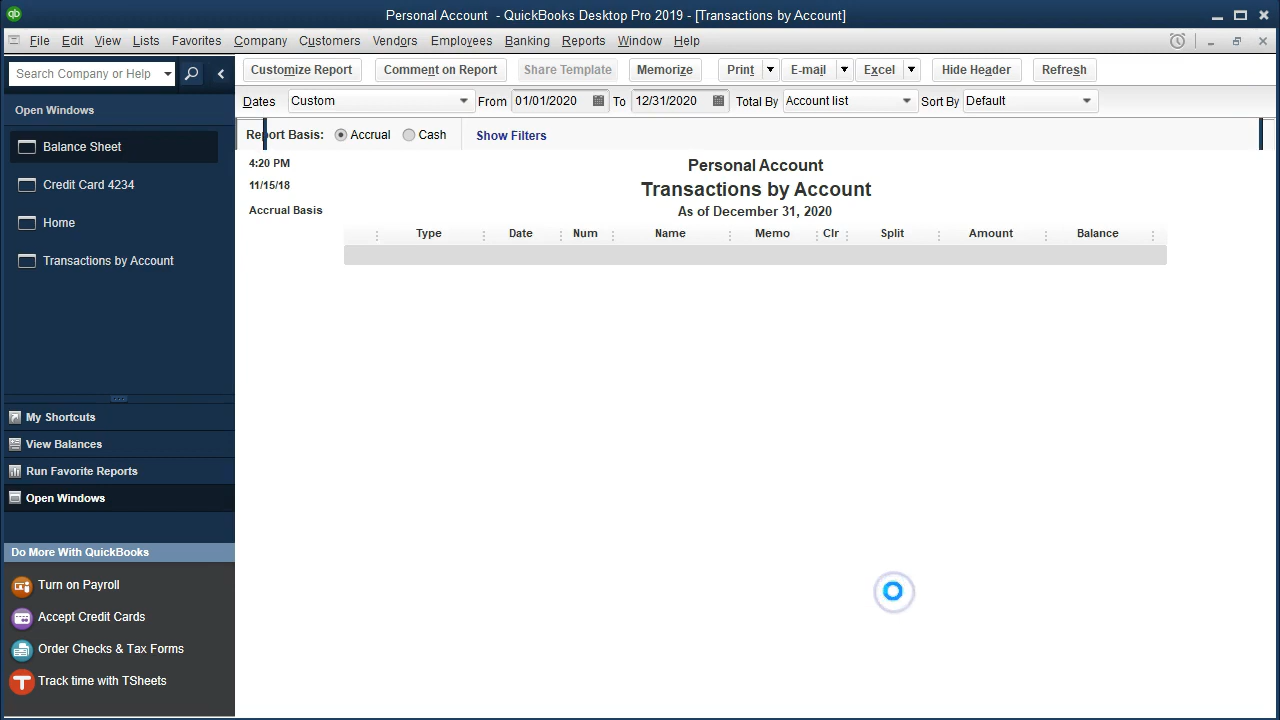 qb
Personal Account - QuickBooks Desktop Pro 2019 - [Transactions by Account]
File Edit View Lists Favorites Company Customers Vendors Employees Banking Reports Window Help
Search Company or Help
Customize Report Comment on Report Share Template Memorize Print E-mail Excel Hide Header Refresh
Dates Custom From 01/01/2020 To 12/31/2020 Total By Account list Sort By Default
Report Basis: Accrual Cash Show Filters
Open Windows
Balance Sheet
Credit Card 4234
Home
Transactions by Account
My Shortcuts
View Balances
Run Favorite Reports
Open Windows
Do More With QuickBooks
Turn on Payroll
Accept Credit Cards
Order Checks & Tax Forms
T Track time with TSheets
4:20 PM
11/15/18
Accrual Basis
Personal Account
Transactions by Account
As of December 31, 2020
Type Date Num Name Memo Clr Split Amount Balance